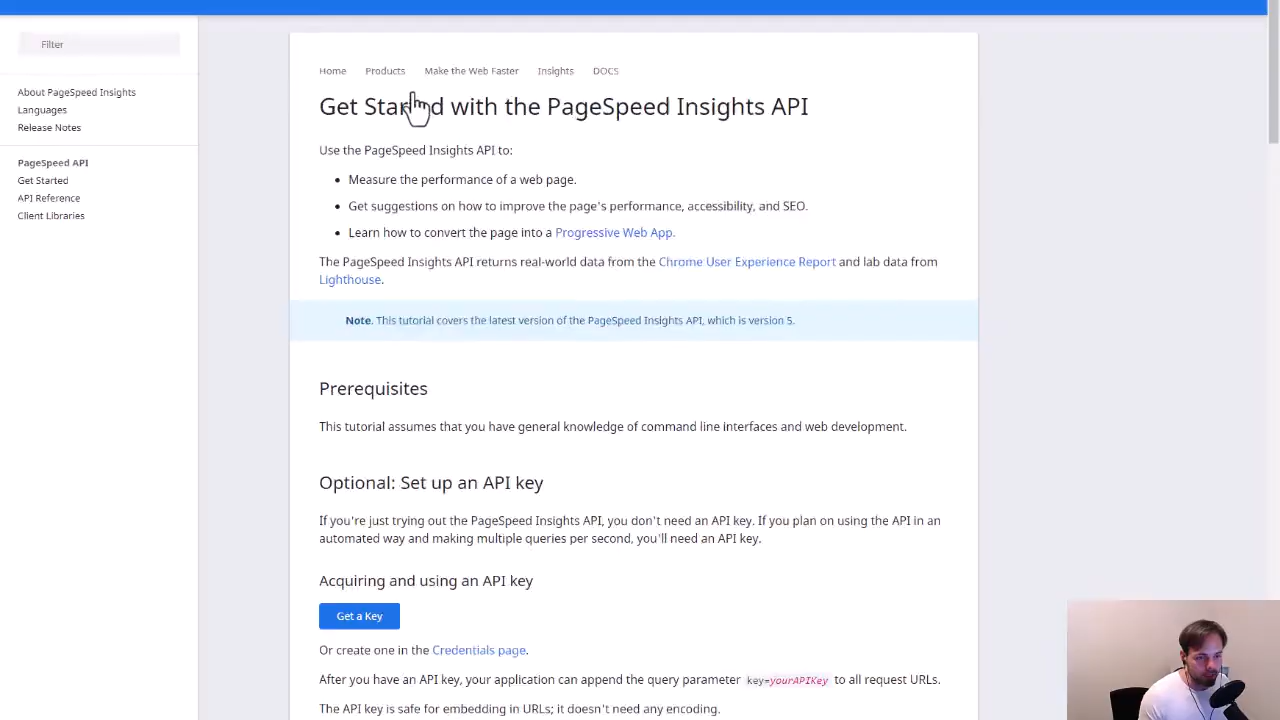 Filter
About PageSpeed Insights
Languages
Release Notes
PageSpeed API
Get Started
API Reference
Client Libraries
Home Products Make the Web Faster Insights DOCS
Get Started with the PageSpeed Insights API
Use the PageSpeed Insights API to:
Measure the performance of a web page.
Get suggestions on how to improve the page's performance, accessibility, and SEO.
Learn how to convert the page into a Progressive Web App.
The PageSpeed Insights API returns real-world data from the Chrome User Experience Report and lab data from
Lighthouse.
Note. This tutorial covers the latest version of the PageSpeed Insights API, which is version 5.
Prerequisites
This tutorial assumes that you have general knowledge of command line interfaces and web development.
Optional: Set up an API key
If you're just trying out the PageSpeed Insights API, you don't need an API key. If you plan on using the API in an
automated way and making multiple queries per second, you'll need an API key.
Acquiring and using an API key
Get a Key
Or create one in the Credentials page.
After you have an API key, your application can append the query parameter key=yourAPIKey to all request URLs.
The API key is safe for embedding in URLs; it doesn't need any encoding.